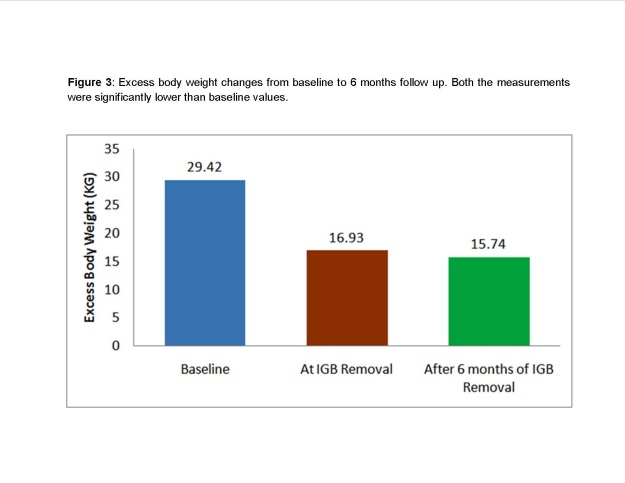 Figure 3: Excess body weight changes from baseline to 6 months follow up. Both the measurements
were significantly lower than baseline values.
Excess Body Weight (KG)
35
30
25
20
15
10
5
0
29.42
16.93
15.74
Baseline
At IGB Removal
After 6 months of IGB
Removal